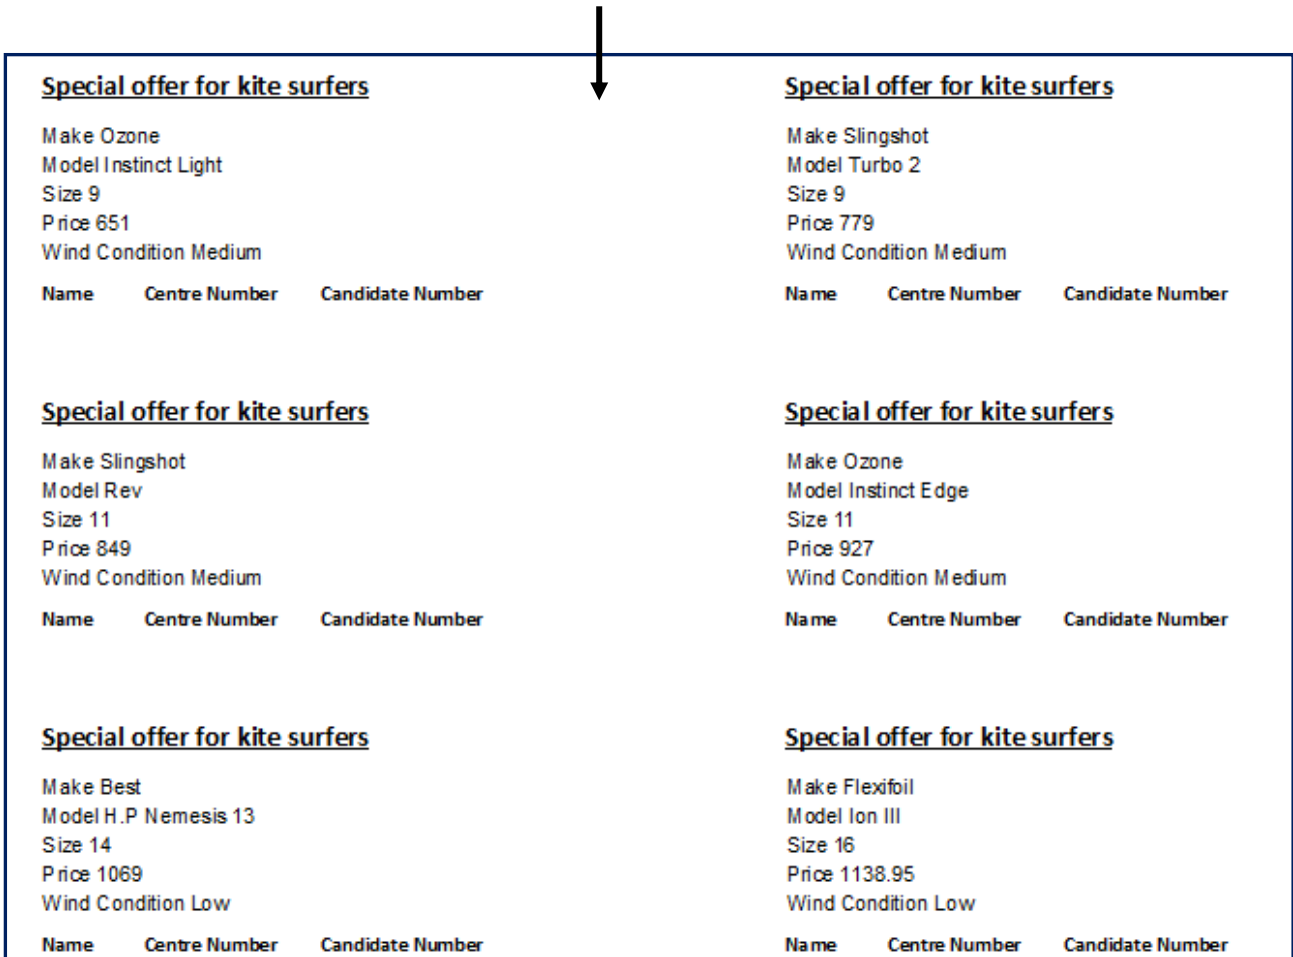 Special offer for kite surfers
Make Ozone
Model Instinct Light
Size 9
Price 651
Wind Condition Medium
Name Centre Number Candidate Number
Special offer for kite surfers
Make Slingshot
Model Turbo 2
Size 9
Price 779
Wind Condition Medium
Name Centre Number Candidate Number
Special offer for kite surfers
Make Slingshot
Model Rev
Size 11
Price 849
Wind Condition Medium
Name Centre Number Candidate Number
Special offer for kite surfers
Make Ozone
Model Instinct Edge
Size 11
Price 927
Wind Condition Medium
Name Centre Number Candidate Number
Special offer for kite surfers
Make Best
Model H.P Nemesis 13
Size 14
Price 1069
Wind Condition Low
Name Centre Number Candidate Number
Special offer for kite surfers
Make Flexifoil
Model Ion III
Size 16
Price 1138.95
Wind Condition Low
Name Centre Number Candidate Number